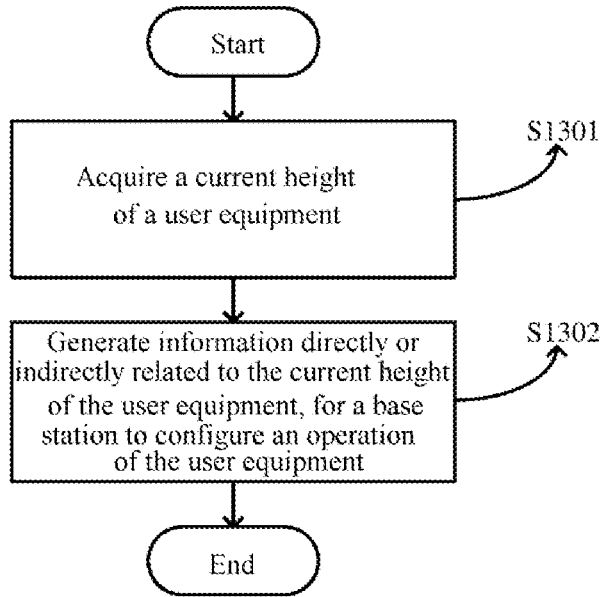 Start
Acquire a current height
of a user equipment
S1301
Generate information directly or
indirectly related to the current height
of the user equipment, for a base
station to configure an operation
of the user equipment
S1302
End